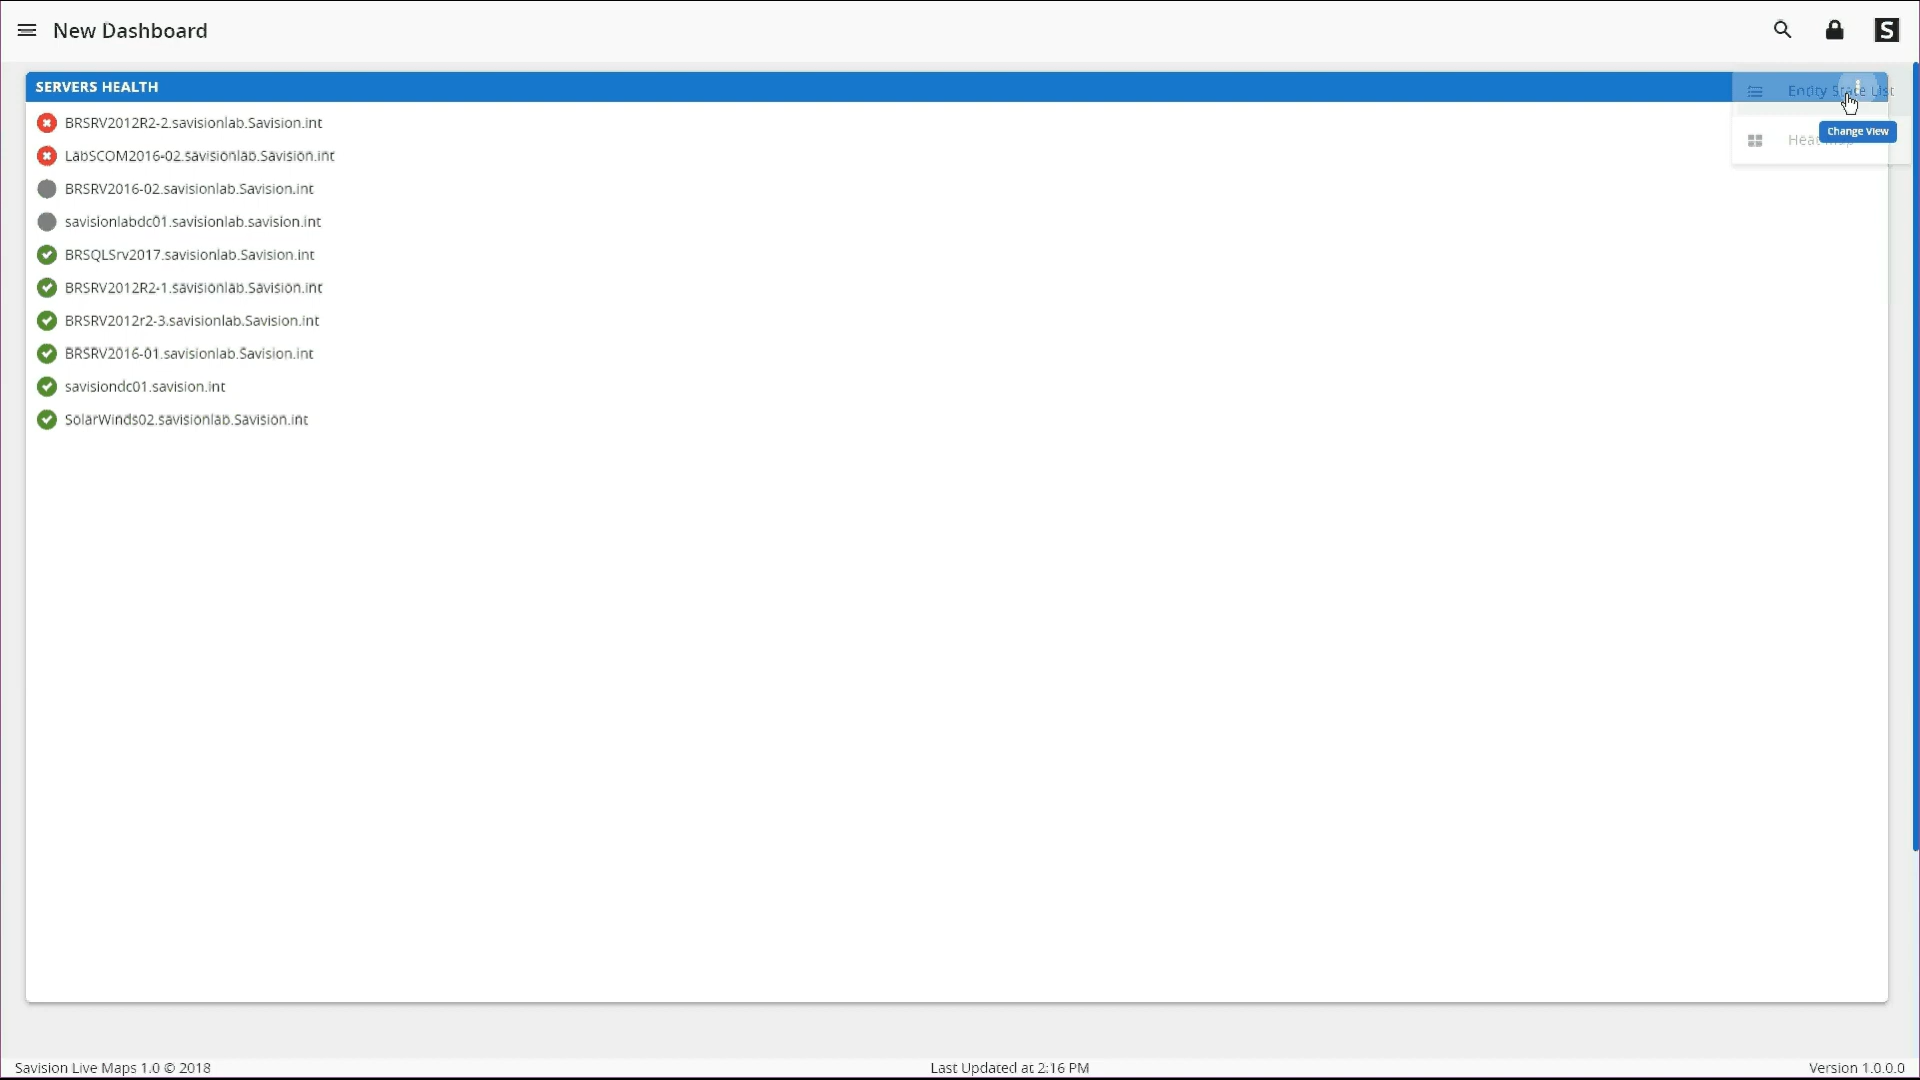 New Dashboard
S
SERVERS HEALTH
Entity State List
Change View
BRSRV2012R2-2.savisionlab.Savision.int
LabSCOM2016-02.savisionlab.Savision.int
BRSRV2016-02.savisionlab.Savision.int
savisionlabdc01.savisionlab.savision.int
BRSQLSrv2017.savisionlab.Savision.int
BRSRV2012R2-1.savisionlab.Savision.int
BRSRV2012r2-3.savisionlab.Savision.int
BRSRV2016-01.savisionlab.Savision.int
savisiondc01.savision.int
SolarWinds02.savisionlab.Savision.int
Savision Live Maps 1.0 © 2018
Last Updated at 2:16 PM
Version 1.0.0.0